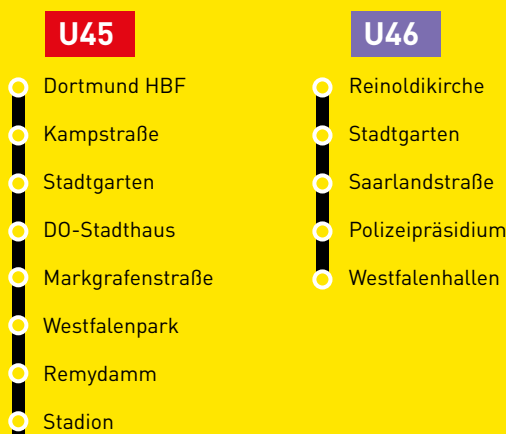 U45
Dortmund HBF
Kampstraße
Stadtgarten
DO-Stadthaus
Markgrafenstraße
Westfalenpark
Remydamm
Stadion
U46
Reinoldikirche
Stadtgarten
Saarlandstraße
Polizeipräsidium
Westfalenhallen